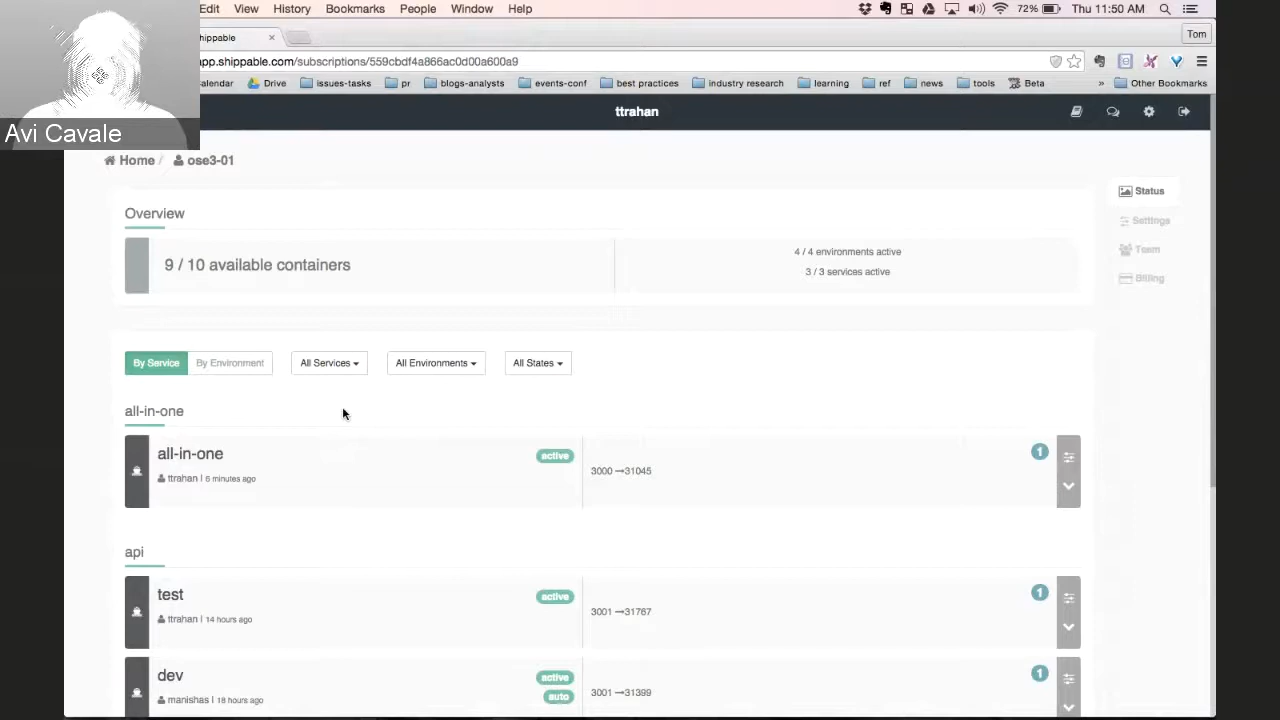 Edit View History Bookmarks People Window Help 72% Thu 11:50 AM
hippable × Tom
app.shippable.com/subscriptions/559cbdf4a866ac0d00a600a9
alendar Drive issues-tasks pr blogs-analysts events-conf best practices industry research learning ref news tools Beta » Other Bookmarks
Avi Cavale
ttrahan
Home / ose3-01
Status
Settings
Team
Billing
Overview
9 / 10 available containers
4 / 4 environments active
3 / 3 services active
By Service By Environment All Services All Environments All States
all-in-one
all-in-one active 3000 →31045 1
ttrahan | 6 minutes ago
api
test active 3001 →31767 1
ttrahan | 14 hours ago
dev active 3001 →31399 1
manishas | 18 hours ago auto